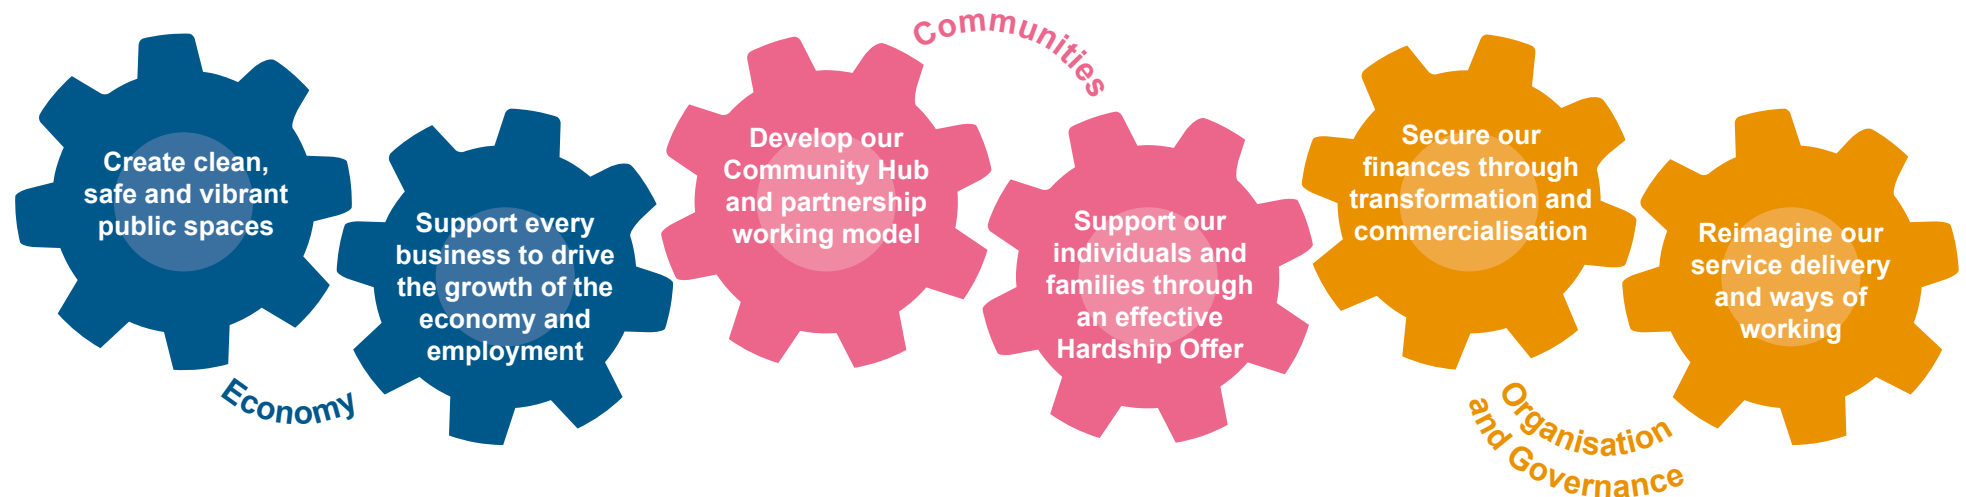 Create clean,
safe and vibrant
public spaces
Support every
business to drive
the growth of the
economy and
employment
Economy
Communities
Develop our
Community Hub
and partnership
working model
Support our
individuals and
families through
an effective
Hardship Offer
Secure our
finances through
transformation and
commercialisation
Reimagine our
service delivery
and ways of
working
Organisation
and Governance